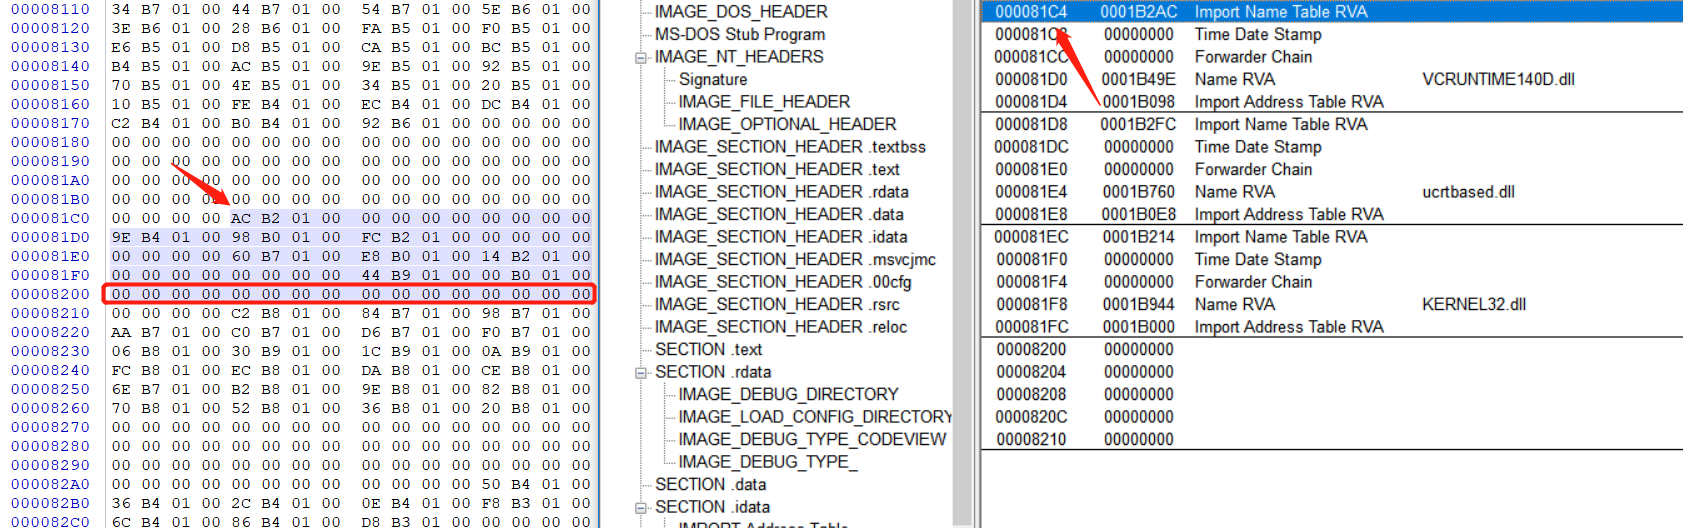 00008110 34 B7 01 00 44 B7 01 00 54 B7 01 00 5E B6 01 00
00008120 3E B6 01 00 28 B6 01 00 FA B5 01 00 F0 B5 01 00
00008130 E6 B5 01 00 D8 B5 01 00 CA B5 01 00 BC B5 01 00
00008140 B4 B5 01 00 AC B5 01 00 9E B5 01 00 92 B5 01 00
00008150 70 B5 01 00 4E B5 01 00 34 B5 01 00 20 B5 01 00
00008160 10 B5 01 00 FE B4 01 00 EC B4 01 00 DC B4 01 00
00008170 C2 B4 01 00 B0 B4 01 00 92 B6 01 00 00 00 00 00
00008180 00 00 00 00 00 00 00 00 00 00 00 00 00 00 00 00
00008190 00 00 00 00 00 00 00 00 00 00 00 00 00 00 00 00
000081A0 00 00 00 00 00 00 00 00 00 00 00 00 00 00 00 00
000081B0 00 00 00 00 00 00 00 00 00 00 00 00 00 00 00 00
000081C0 00 00 00 00 AC B2 01 00 00 00 00 00 00 00 00 00
000081D0 9E B4 01 00 98 B0 01 00 FC B2 01 00 00 00 00 00
000081E0 00 00 00 00 60 B7 01 00 E8 B0 01 00 14 B2 01 00
000081F0 00 00 00 00 00 00 00 00 44 B9 01 00 00 B0 01 00
00008200 00 00 00 00 00 00 00 00 00 00 00 00 00 00 00 00
00008210 00 00 00 00 C2 B8 01 00 84 B7 01 00 98 B7 01 00
00008220 AA B7 01 00 C0 B7 01 00 D6 B7 01 00 F0 B7 01 00
00008230 06 B8 01 00 30 B9 01 00 1C B9 01 00 0A B9 01 00
00008240 FC B8 01 00 EC B8 01 00 DA B8 01 00 CE B8 01 00
00008250 6E B7 01 00 B2 B8 01 00 9E B8 01 00 82 B8 01 00
00008260 70 B8 01 00 52 B8 01 00 36 B8 01 00 20 B8 01 00
00008270 00 00 00 00 00 00 00 00 00 00 00 00 00 00 00 00
00008280 00 00 00 00 00 00 00 00 00 00 00 00 00 00 00 00
00008290 00 00 00 00 00 00 00 00 00 00 00 00 00 00 00 00
000082A0 00 00 00 00 00 00 00 00 00 00 00 00 50 B4 01 00
000082B0 36 B4 01 00 2C B4 01 00 0E B4 01 00 F8 B3 01 00
000082C0 6C B4 01 00 86 B4 01 00 D8 B3 01 00 00 00 00 00
IMAGE_DOS_HEADER
MS-DOS Stub Program
IMAGE_NT_HEADERS
Signature
IMAGE_FILE_HEADER
IMAGE_OPTIONAL_HEADER
IMAGE_SECTION_HEADER .textbss
IMAGE_SECTION_HEADER .text
IMAGE_SECTION_HEADER .rdata
IMAGE_SECTION_HEADER .data
IMAGE_SECTION_HEADER .idata
IMAGE_SECTION_HEADER .msvcjmc
IMAGE_SECTION_HEADER .00cfg
IMAGE_SECTION_HEADER .rsrc
IMAGE_SECTION_HEADER .reloc
SECTION .text
SECTION .rdata
IMAGE_DEBUG_DIRECTORY
IMAGE_LOAD_CONFIG_DIRECTORY
IMAGE_DEBUG_TYPE_CODEVIEW
IMAGE_DEBUG_TYPE_
SECTION .data
SECTION .idata
IMPORT Address Table
000081C4 0001B2AC Import Name Table RVA
000081C8 00000000 Time Date Stamp
000081CC 00000000 Forwarder Chain
000081D0 0001B49E Name RVA VCRUNTIME140D.dll
000081D4 0001B098 Import Address Table RVA
000081D8 0001B2FC Import Name Table RVA
000081DC 00000000 Time Date Stamp
000081E0 00000000 Forwarder Chain
000081E4 0001B760 Name RVA ucrtbased.dll
000081E8 0001B0E8 Import Address Table RVA
000081EC 0001B214 Import Name Table RVA
000081F0 00000000 Time Date Stamp
000081F4 00000000 Forwarder Chain
000081F8 0001B944 Name RVA KERNEL32.dll
000081FC 0001B000 Import Address Table RVA
00008200 00000000
00008204 00000000
00008208 00000000
0000820C 00000000
00008210 00000000